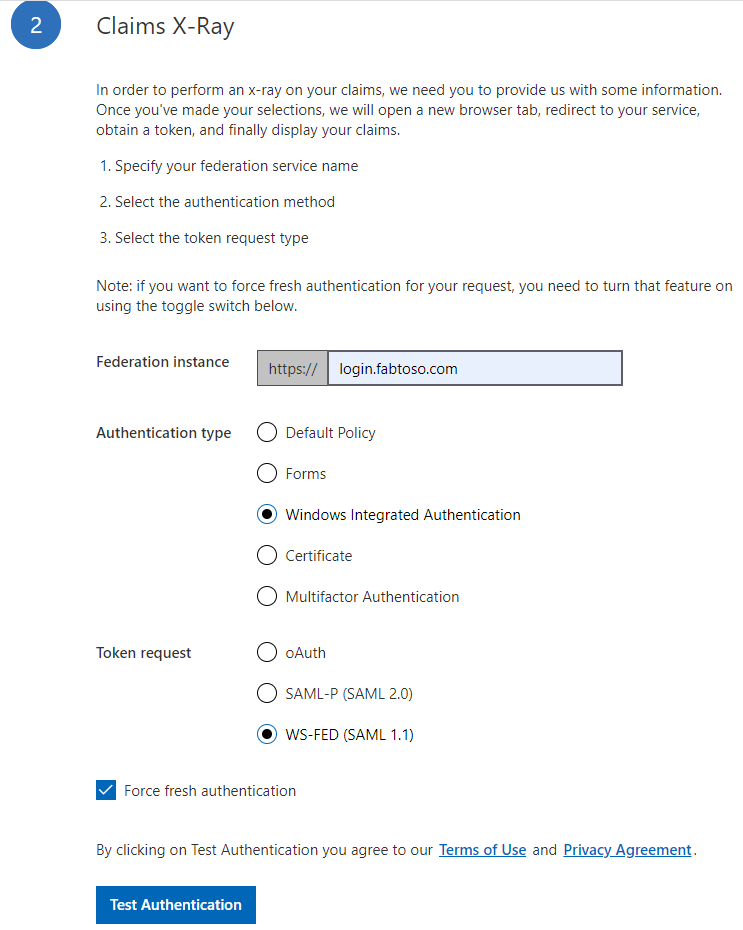 2
Claims X-Ray
In order to perform an x-ray on your claims, we need you to provide us with some information.
Once you've made your selections, we will open a new browser tab, redirect to your service,
obtain a token, and finally display your claims.
1. Specify your federation service name
2. Select the authentication method
3. Select the token request type
Note: if you want to force fresh authentication for your request, you need to turn that feature on
using the toggle switch below.
Federation instance https:// login.fabtoso.com
Authentication type Default Policy
Forms
Windows Integrated Authentication
Certificate
Multifactor Authentication
Token request oAuth
SAML-P (SAML 2.0)
WS-FED (SAML 1.1)
Force fresh authentication
By clicking on Test Authentication you agree to our Terms of Use and Privacy Agreement.
Test Authentication